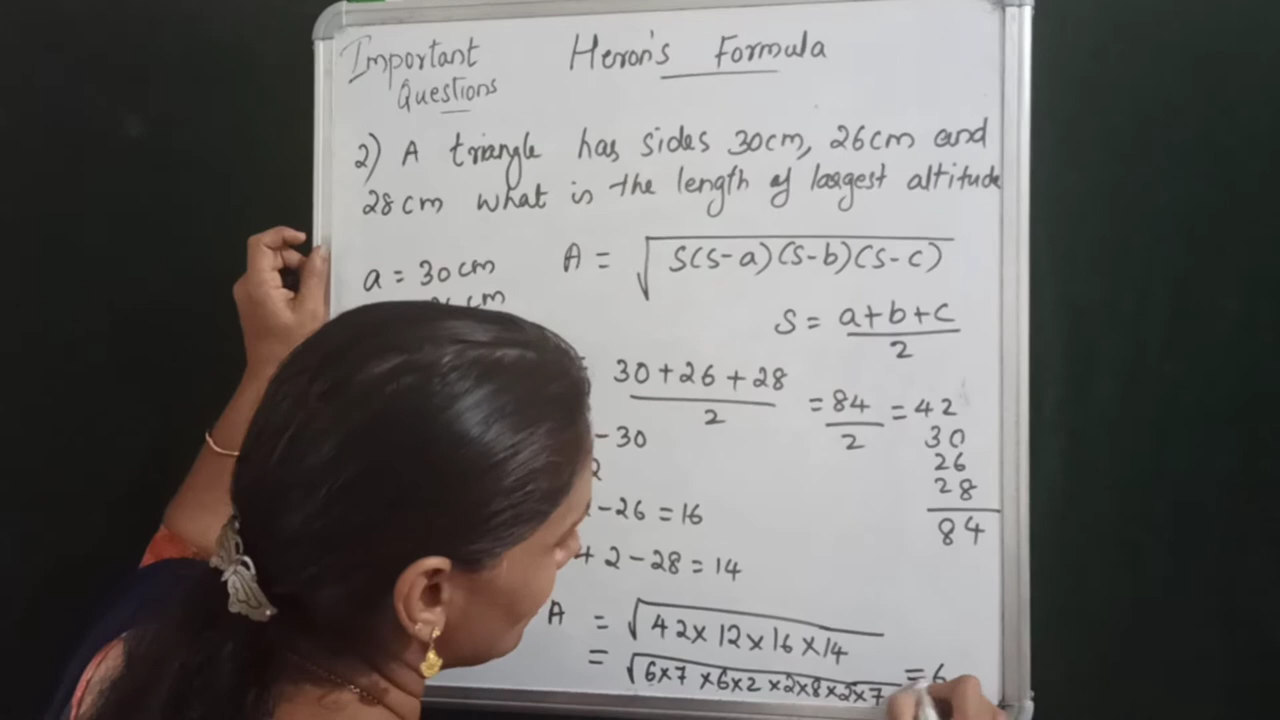 Important Heron's Formula
Questions
2) A triangle has sides 30cm, 26cm and
28cm what is the length of largest altitude
a = 30cm A = √S(S-a)(S-b)(S-c)
cm
S = a+b+c
2
30+26+28
2
= 84
2
= 42
-30
30
26
28
84
-26 = 16
2-28 = 14
A = √42×12×16×14
= √6×7×6×2×2×8×2×7 = 6